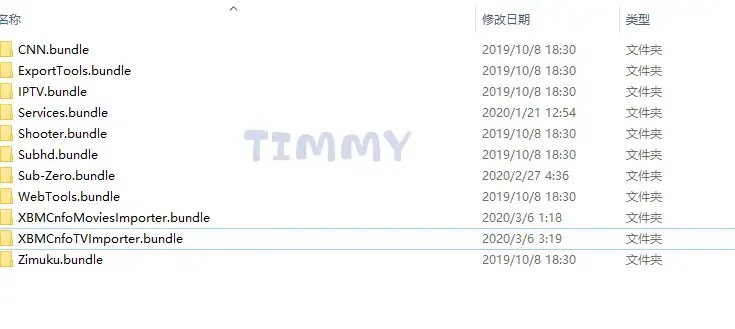 名称 修改日期 类型
CNN.bundle 2019/10/8 18:30 文件夹
ExportTools.bundle 2019/10/8 18:30 文件夹
IPTV.bundle 2019/10/8 18:30 文件夹
Services.bundle 2020/1/21 12:54 文件夹
Shooter.bundle 2019/10/8 18:30 文件夹
TIMMY
Subhd.bundle 2019/10/8 18:30 文件夹
Sub-Zero.bundle 2020/2/27 4:36 文件夹
WebTools.bundle 2019/10/8 18:30 文件夹
XBMCnfoMoviesImporter.bundle 2020/3/6 1:18 文件夹
XBMCnfoTVImporter.bundle 2020/3/6 3:19 文件夹
Zimuku.bundle 2019/10/8 18:30 文件夹